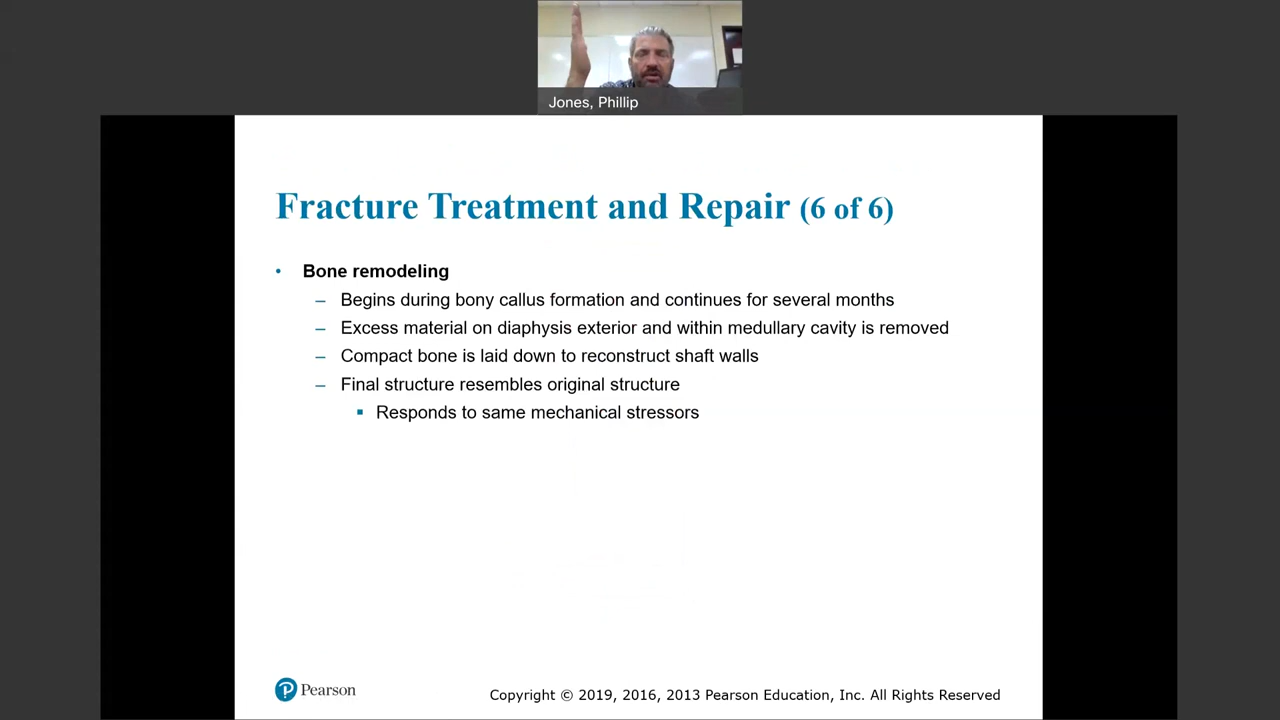 Jones, Phillip
Fracture Treatment and Repair (6 of 6)
• Bone remodeling
– Begins during bony callus formation and continues for several months
– Excess material on diaphysis exterior and within medullary cavity is removed
– Compact bone is laid down to reconstruct shaft walls
– Final structure resembles original structure
▪ Responds to same mechanical stressors
P Pearson
Copyright © 2019, 2016, 2013 Pearson Education, Inc. All Rights Reserved